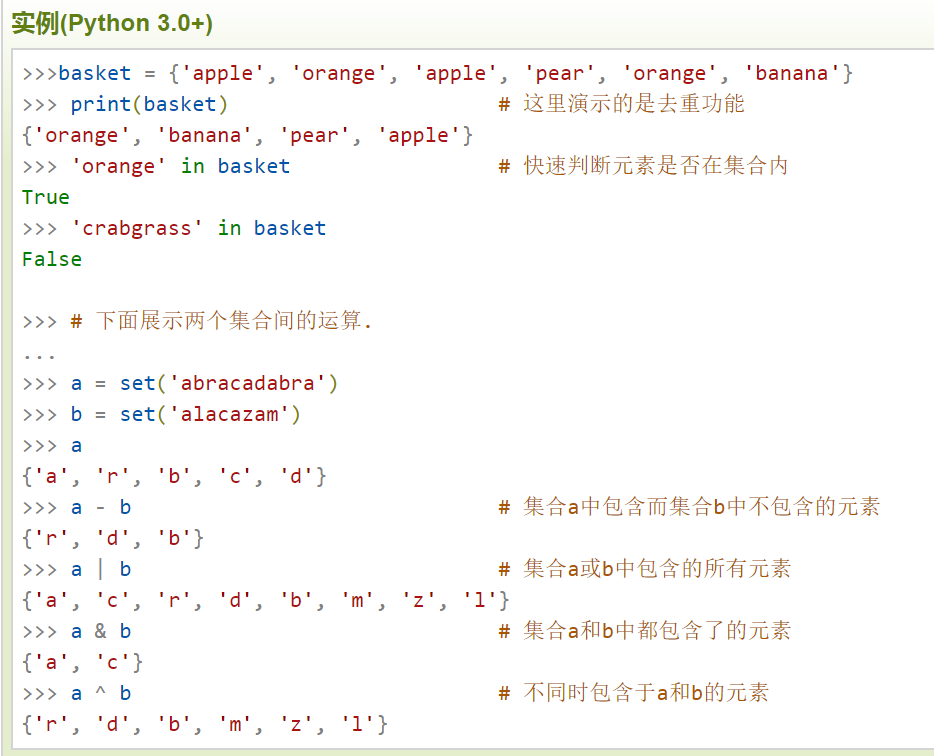 实例(Python 3.0+)
>>>basket = {'apple', 'orange', 'apple', 'pear', 'orange', 'banana'}
>>> print(basket)                      # 这里演示的是去重功能
{'orange', 'banana', 'pear', 'apple'}
>>> 'orange' in basket                 # 快速判断元素是否在集合内
True
>>> 'crabgrass' in basket
False
>>> # 下面展示两个集合间的运算.
...
>>> a = set('abracadabra')
>>> b = set('alacazam')
>>> a
{'a', 'r', 'b', 'c', 'd'}
>>> a - b                              # 集合a中包含而集合b中不包含的元素
{'r', 'd', 'b'}
>>> a | b                              # 集合a或b中包含的所有元素
{'a', 'c', 'r', 'd', 'b', 'm', 'z', 'l'}
>>> a & b                              # 集合a和b中都包含了的元素
{'a', 'c'}
>>> a ^ b                              # 不同时包含于a和b的元素
{'r', 'd', 'b', 'm', 'z', 'l'}